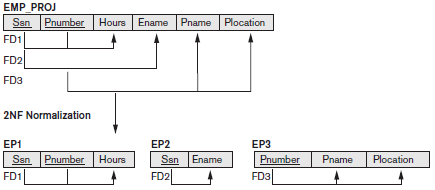 EMP_PROJ
Ssn Pnumber Hours Ename Pname Plocation
FD1
FD2
FD3
2NF Normalization
EP1 EP2 EP3
Ssn Pnumber Hours Ssn Ename Pnumber Pname Plocation
FD1 FD2 FD3